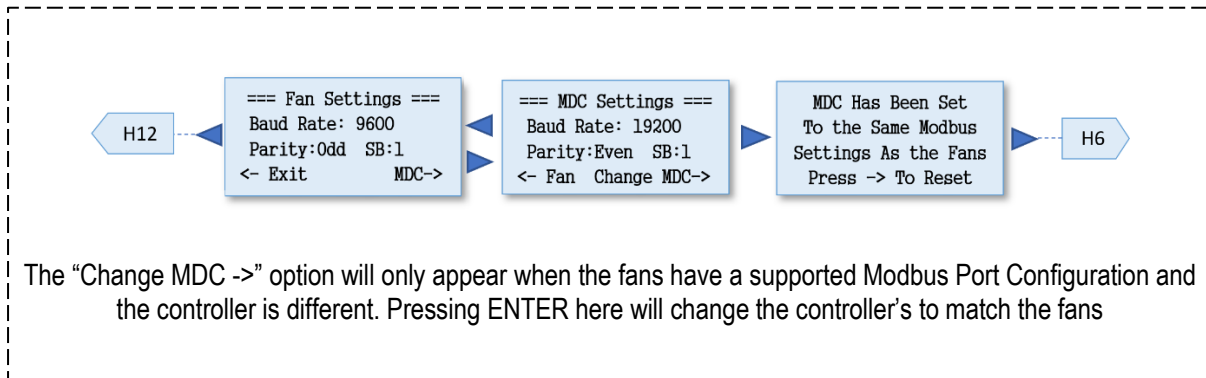 H12
=== Fan Settings ===
Baud Rate: 9600
Parity:Odd SB:1
<- Exit MDC->
=== MDC Settings ===
Baud Rate: 19200
Parity:Even SB:1
<- Fan Change MDC->
MDC Has Been Set
To the Same Modbus
Settings As the Fans
Press -> To Reset
H6
The “Change MDC ->” option will only appear when the fans have a supported Modbus Port Configuration and
the controller is different. Pressing ENTER here will change the controller’s to match the fans